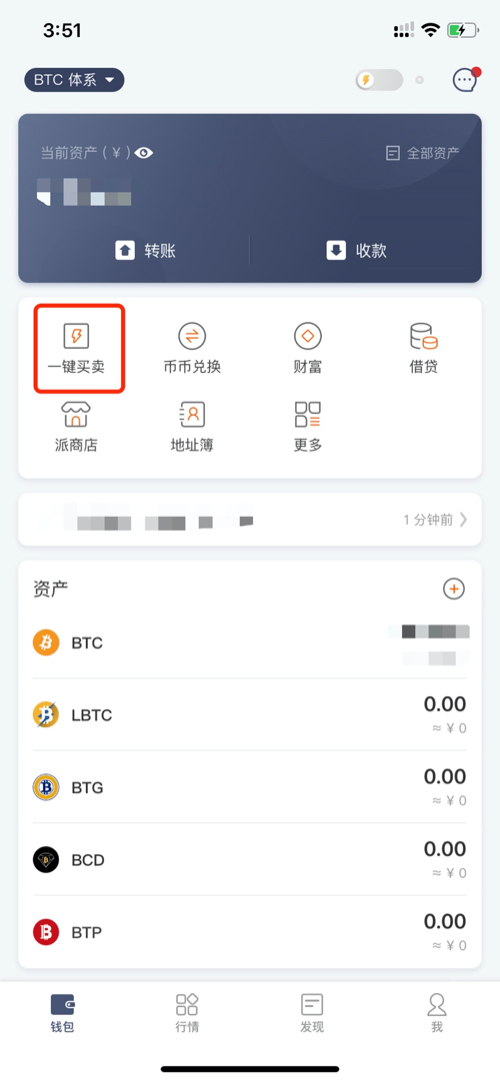 3:51
BTC 体系
当前资产 (¥)
全部资产
转账
收款
一键买卖
币币兑换
财富
借贷
派商店
地址簿
更多
1 分钟前
资产
BTC
LBTC
0.00
≈ ¥ 0
BTG
0.00
≈ ¥ 0
BCD
0.00
≈ ¥ 0
BTP
0.00
≈ ¥ 0
钱包
行情
发现
我